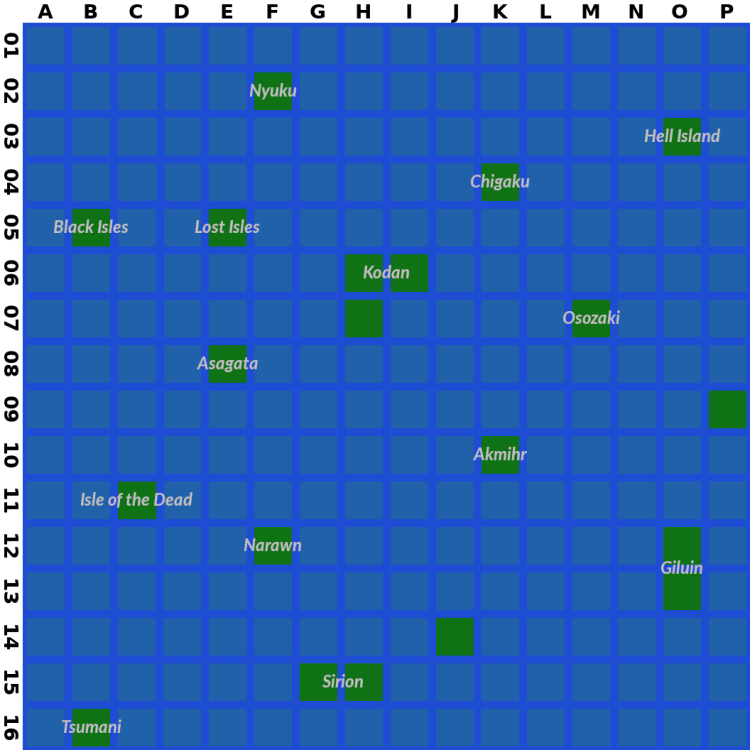 A B C D E F G H I J K L M N O P
01
02 Nyuku
03 Hell Island
04 Chigaku
05 Black Isles Lost Isles
06 Kodan
07 Osozaki
08 Asagata
09
10 Akmihr
11 Isle of the Dead
12 Narawn
Giluin
13
14
15 Sirion
16 Tsumani